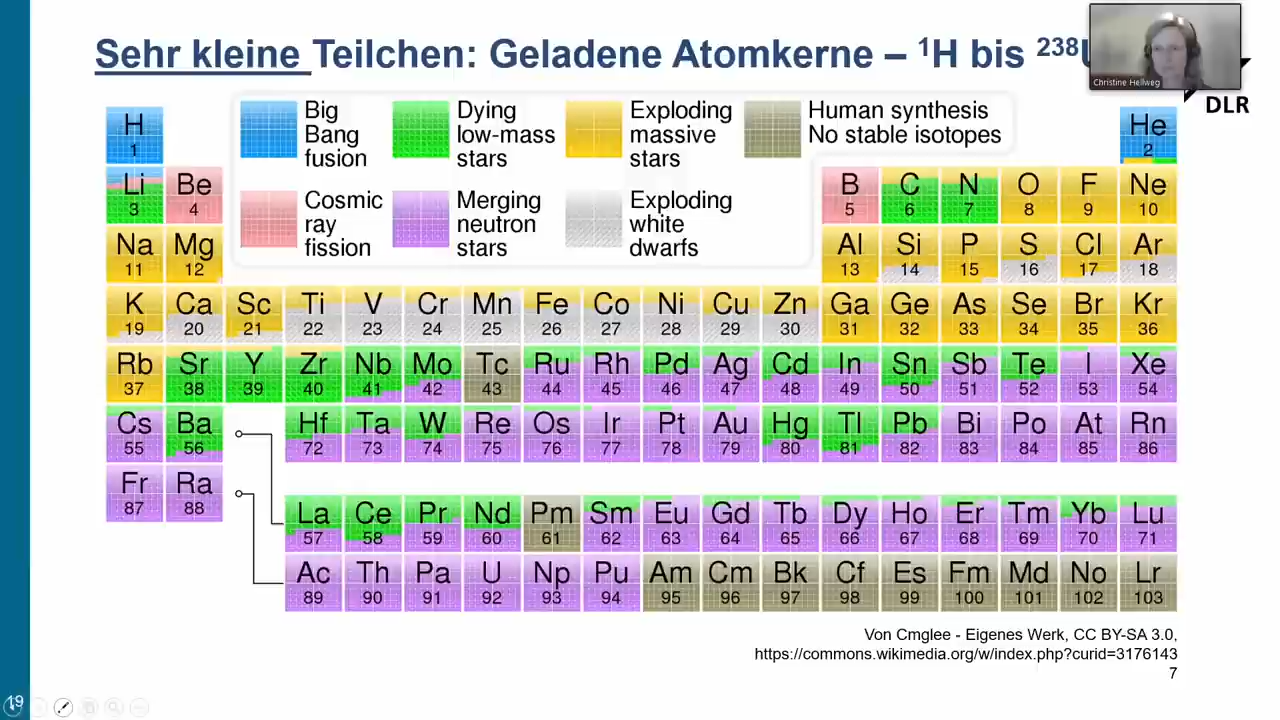 Sehr kleine Teilchen: Geladene Atomkerne – ¹H bis ²³⁸U
Christine Hellweg
DLR
Big Bang fusion
Dying low-mass stars
Exploding massive stars
Human synthesis
No stable isotopes
Cosmic ray fission
Merging neutron stars
Exploding white dwarfs
H 1 He 2
Li 3 Be 4 B 5 C 6 N 7 O 8 F 9 Ne 10
Na 11 Mg 12 Al 13 Si 14 P 15 S 16 Cl 17 Ar 18
K 19 Ca 20 Sc 21 Ti 22 V 23 Cr 24 Mn 25 Fe 26 Co 27 Ni 28 Cu 29 Zn 30 Ga 31 Ge 32 As 33 Se 34 Br 35 Kr 36
Rb 37 Sr 38 Y 39 Zr 40 Nb 41 Mo 42 Tc 43 Ru 44 Rh 45 Pd 46 Ag 47 Cd 48 In 49 Sn 50 Sb 51 Te 52 I 53 Xe 54
Cs 55 Ba 56 Hf 72 Ta 73 W 74 Re 75 Os 76 Ir 77 Pt 78 Au 79 Hg 80 Tl 81 Pb 82 Bi 83 Po 84 At 85 Rn 86
Fr 87 Ra 88
La 57 Ce 58 Pr 59 Nd 60 Pm 61 Sm 62 Eu 63 Gd 64 Tb 65 Dy 66 Ho 67 Er 68 Tm 69 Yb 70 Lu 71
Ac 89 Th 90 Pa 91 U 92 Np 93 Pu 94 Am 95 Cm 96 Bk 97 Cf 98 Es 99 Fm 100 Md 101 No 102 Lr 103
Von Cmglee - Eigenes Werk, CC BY-SA 3.0,
https://commons.wikimedia.org/w/index.php?curid=3176143
7
19